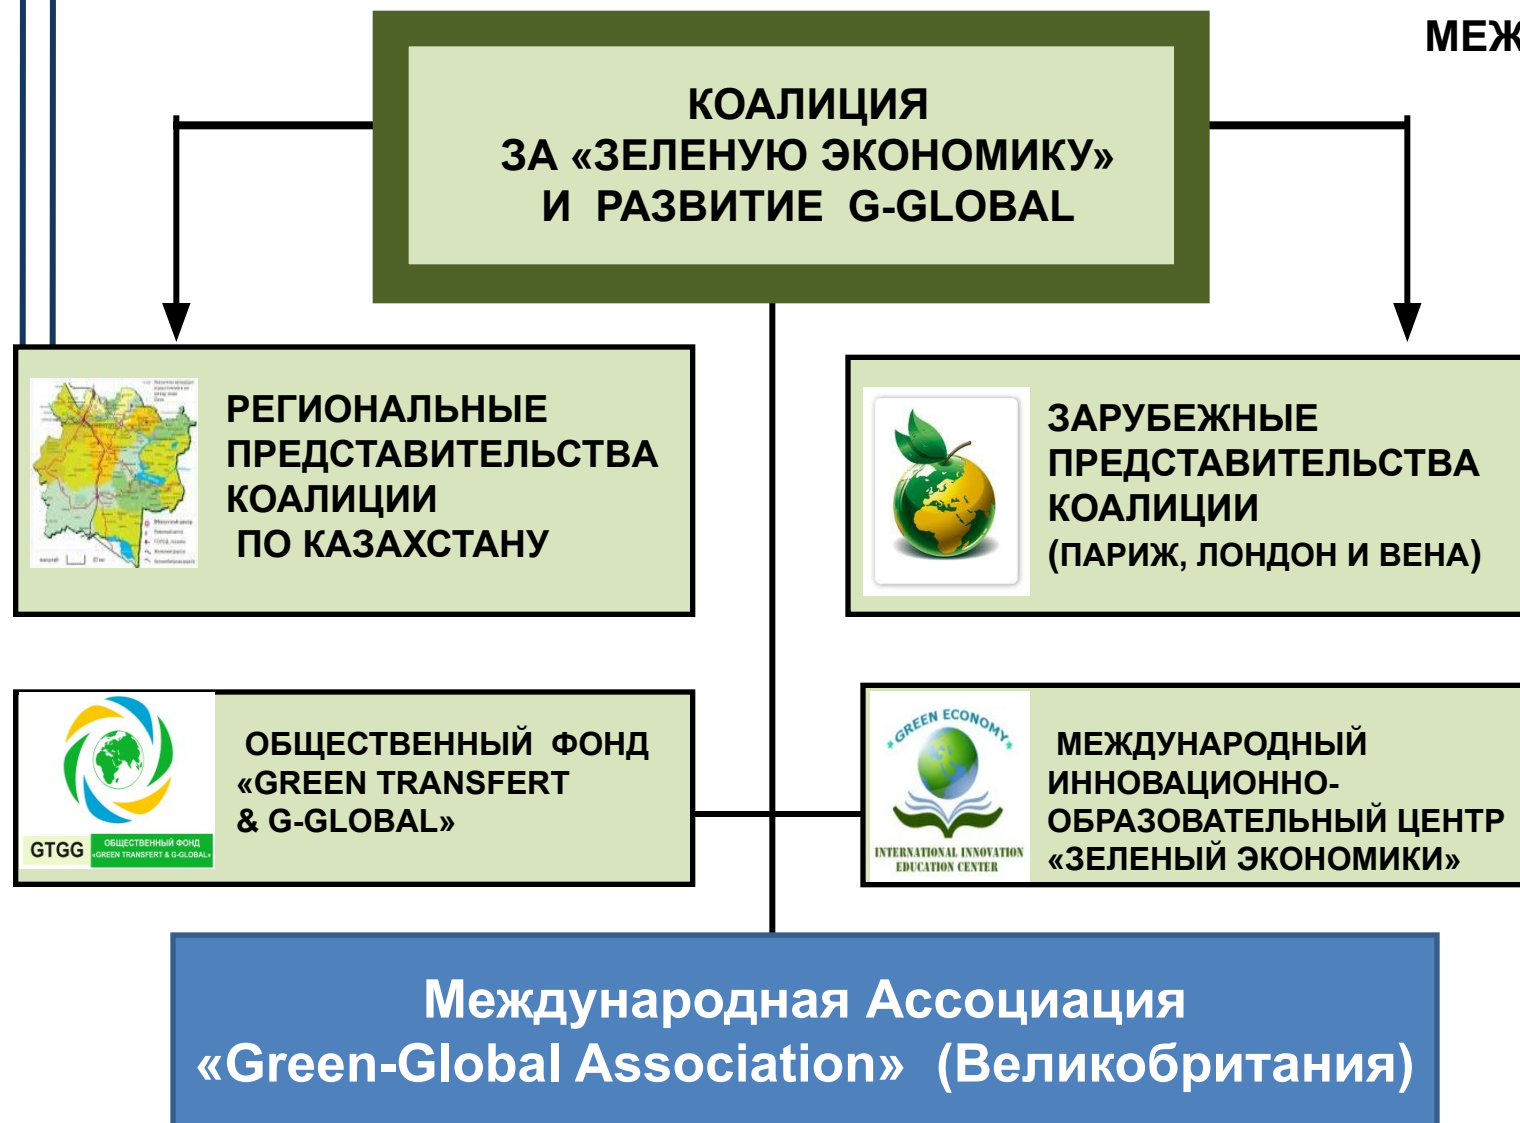 МЕЖ
КОАЛИЦИЯ
ЗА «ЗЕЛЕНУЮ ЭКОНОМИКУ»
И РАЗВИТИЕ G-GLOBAL
РЕГИОНАЛЬНЫЕ
ПРЕДСТАВИТЕЛЬСТВА
КОАЛИЦИИ
ПО КАЗАХСТАНУ
ЗАРУБЕЖНЫЕ
ПРЕДСТАВИТЕЛЬСТВА
КОАЛИЦИИ
(ПАРИЖ, ЛОНДОН И ВЕНА)
GTGG
ОБЩЕСТВЕННЫЙ ФОНД
«GREEN TRANSFERT & G-GLOBAL»
ОБЩЕСТВЕННЫЙ ФОНД
«GREEN TRANSFERT
& G-GLOBAL»
GREEN ECONOMY
INTERNATIONAL INNOVATION
EDUCATION CENTER
МЕЖДУНАРОДНЫЙ
ИННОВАЦИОННО-
ОБРАЗОВАТЕЛЬНЫЙ ЦЕНТР
«ЗЕЛЕНЫЙ ЭКОНОМИКИ»
Международная Ассоциация
«Green-Global Association» (Великобритания)